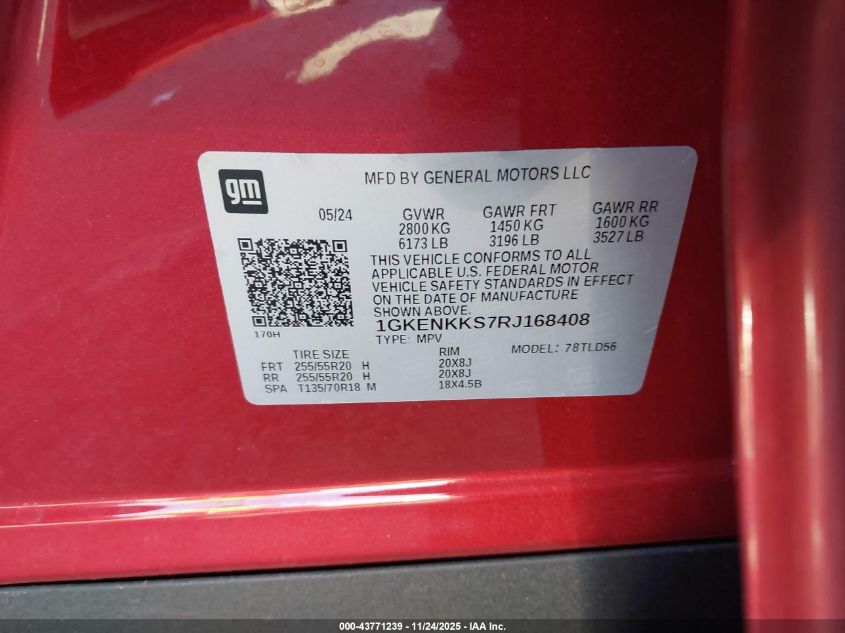 gm
MFD BY GENERAL MOTORS LLC
05/24 GVWR GAWR FRT GAWR RR
2800 KG 1450 KG 1600 KG
6173 LB 3196 LB 3527 LB
THIS VEHICLE CONFORMS TO ALL
APPLICABLE U.S. FEDERAL MOTOR
VEHICLE SAFETY STANDARDS IN EFFECT
ON THE DATE OF MANUFACTURE
SHOWN ABOVE.
170H
1GKENKKS7RJ168408
TYPE: MPV MODEL: 78TLD56
TIRE SIZE RIM
FRT 255/55R20 H 20X8J
RR 255/55R20 H 20X8J
SPA T135/70R18 M 18X4.5B
000-43771239 - 11/24/2025 - IAA Inc.